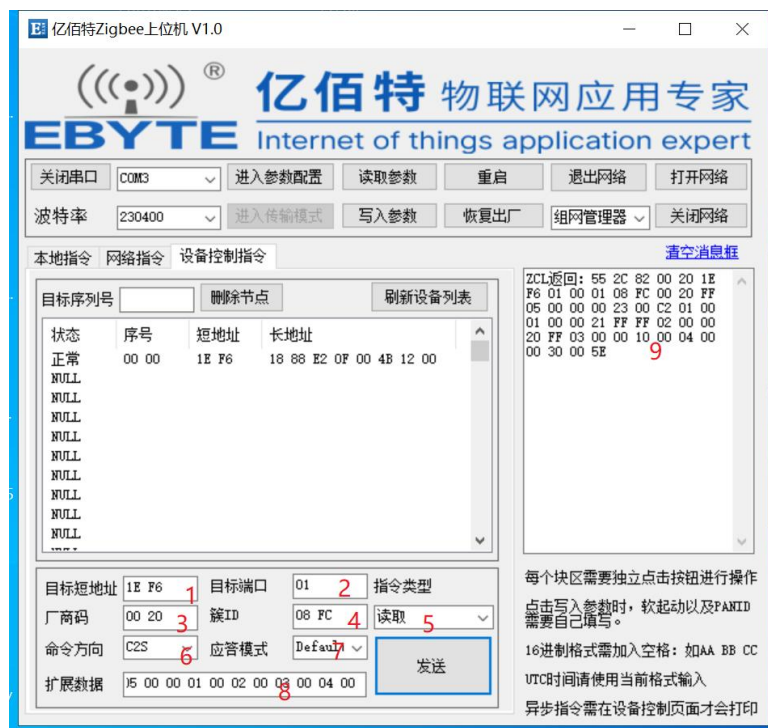 亿佰特Zigbee上位机 V1.0
®
EBYTE
亿佰特 物联网应用专家
Internet of things application expert
关闭串口 COM3 进入参数配置 读取参数 重启 退出网络 打开网络
波特率 230400 进入传输模式 写入参数 恢复出厂 组网管理器 关闭网络
本地指令 网络指令 设备控制指令
清空消息框
目标序列号 删除节点 刷新设备列表
状态 序号 短地址 长地址
正常 00 00 1E F6 18 88 E2 0F 00 4B 12 00
NULL
NULL
NULL
NULL
NULL
NULL
NULL
NULL
NULL
ZCL返回: 55 2C 82 00 20 1E
F6 01 00 01 08 FC 00 20 FF
05 00 00 00 23 00 C2 01 00
01 00 00 21 FF FF 02 00 00
20 FF 03 00 00 10 00 04 00
00 30 00 5E
9
目标短地址 1E F6 1 目标端口 01 2 指令类型
厂商码 00 20 3 簇ID 08 FC 4 读取 5
命令方向 C2S 6 应答模式 Default 7 发送
扩展数据 05 00 00 01 00 02 00 03 00 04 00 8
每个块区需要独立点击按钮进行操作
点击写入参数时，软起动以及PANID
需要自己填写。
16进制格式需加入空格：如AA BB CC
UTC时间请使用当前格式输入
异步指令需在设备控制页面才会打印